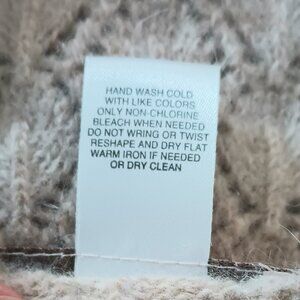 HAND WASH COLD
WITH LIKE COLORS
ONLY NON-CHLORINE
BLEACH WHEN NEEDED
DO NOT WRING OR TWIST
RESHAPE AND DRY FLAT
WARM IRON IF NEEDED
OR DRY CLEAN